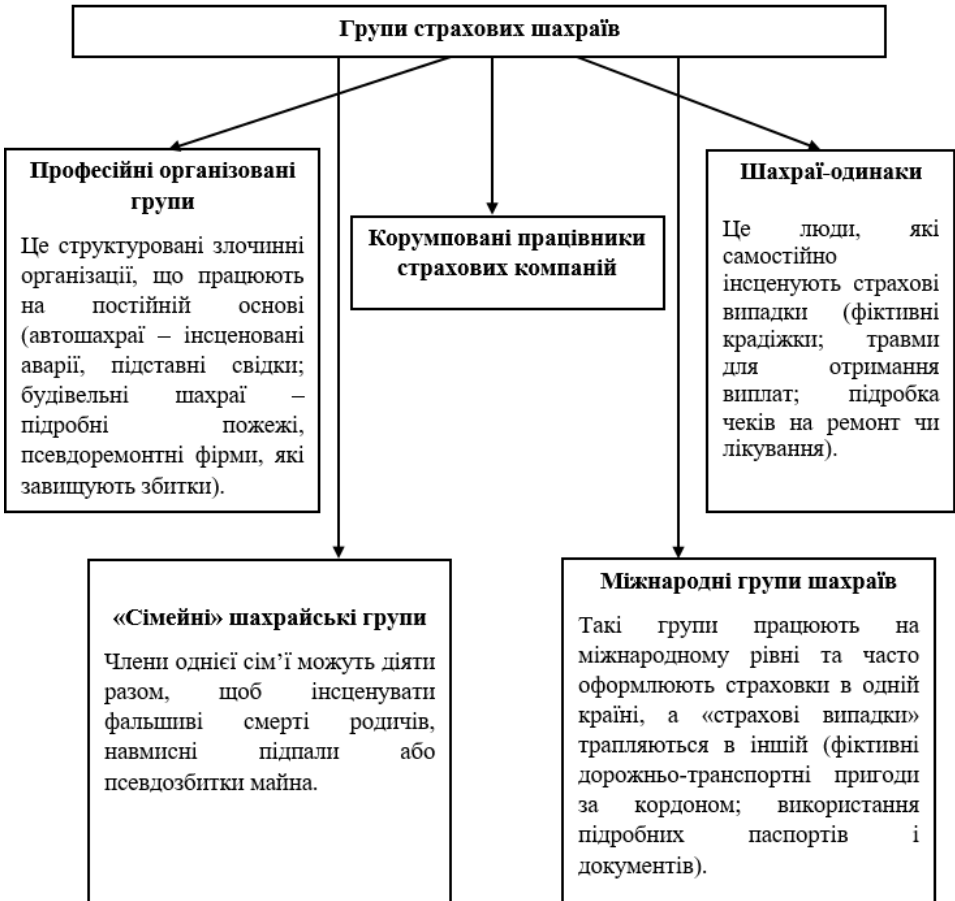 Групи страхових шахраїв
Професійні організовані
групи
Це структуровані злочинні
організації, що працюють
на постійній основі
(автошахраї – інсценовані
аварії, підставні свідки;
будівельні шахраї –
підробні пожежі,
псевдоремонтні фірми, які
завищують збитки).
Корумповані працівники
страхових компаній
Шахраї-одинаки
Це люди, які
самостійно
інсценують страхові
випадки (фіктивні
крадіжки; травми
для отримання
виплат; підробка
чеків на ремонт чи
лікування).
«Сімейні» шахрайські групи
Члени однієї сім’ї можуть діяти
разом, щоб інсценувати
фальшиві смерті родичів,
навмисні підпали або
псевдозбитки майна.
Міжнародні групи шахраїв
Такі групи працюють на
міжнародному рівні та часто
оформлюють страховки в одній
країні, а «страхові випадки»
трапляються в іншій (фіктивні
дорожньо-транспортні пригоди
за кордоном; використання
підробних паспортів і
документів).